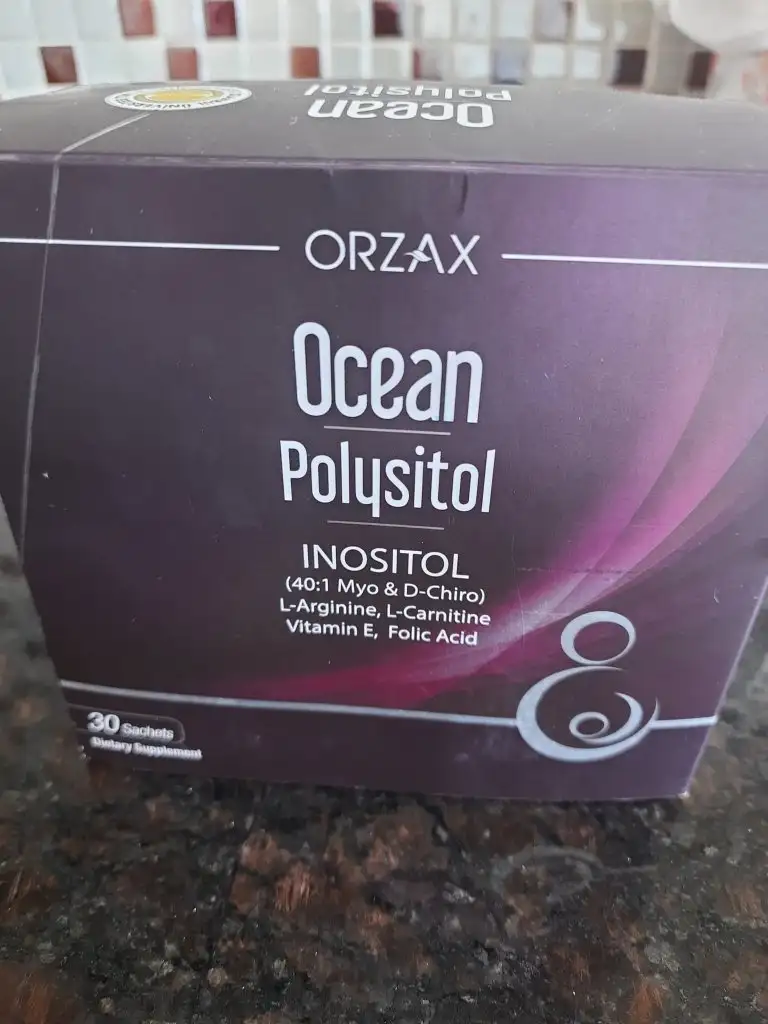 Ocean
Polysitol
ORZAX
Ocean
Polysitol
INOSITOL
(40:1 Myo & D-Chiro)
L-Arginine, L-Carnitine
Vitamin E, Folic Acid
30 Sachets
Dietary Supplement